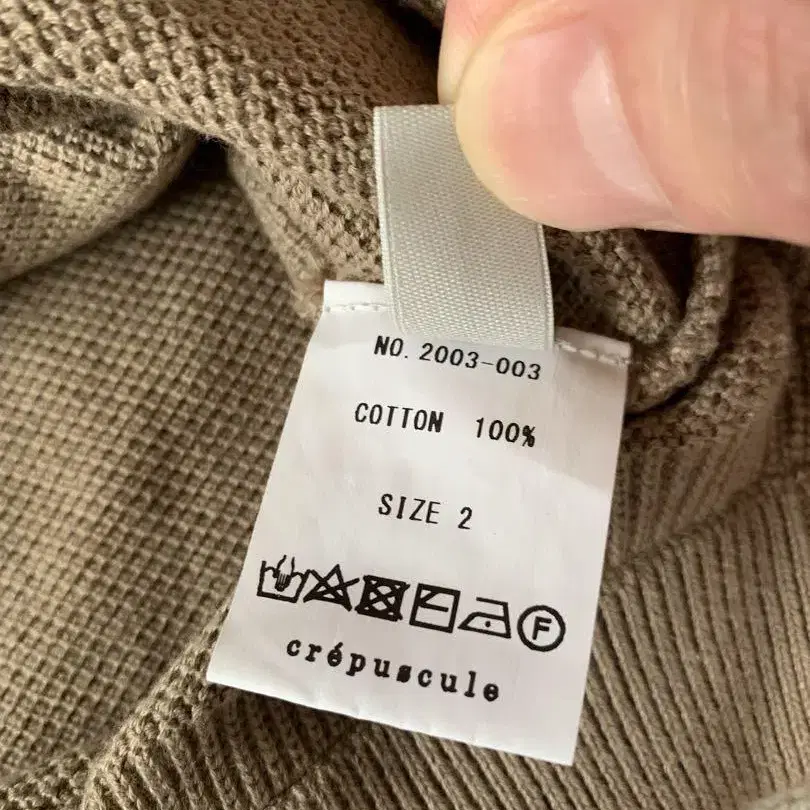 NO. 2003-003
COTTON 100%
SIZE 2
F
crépuscule